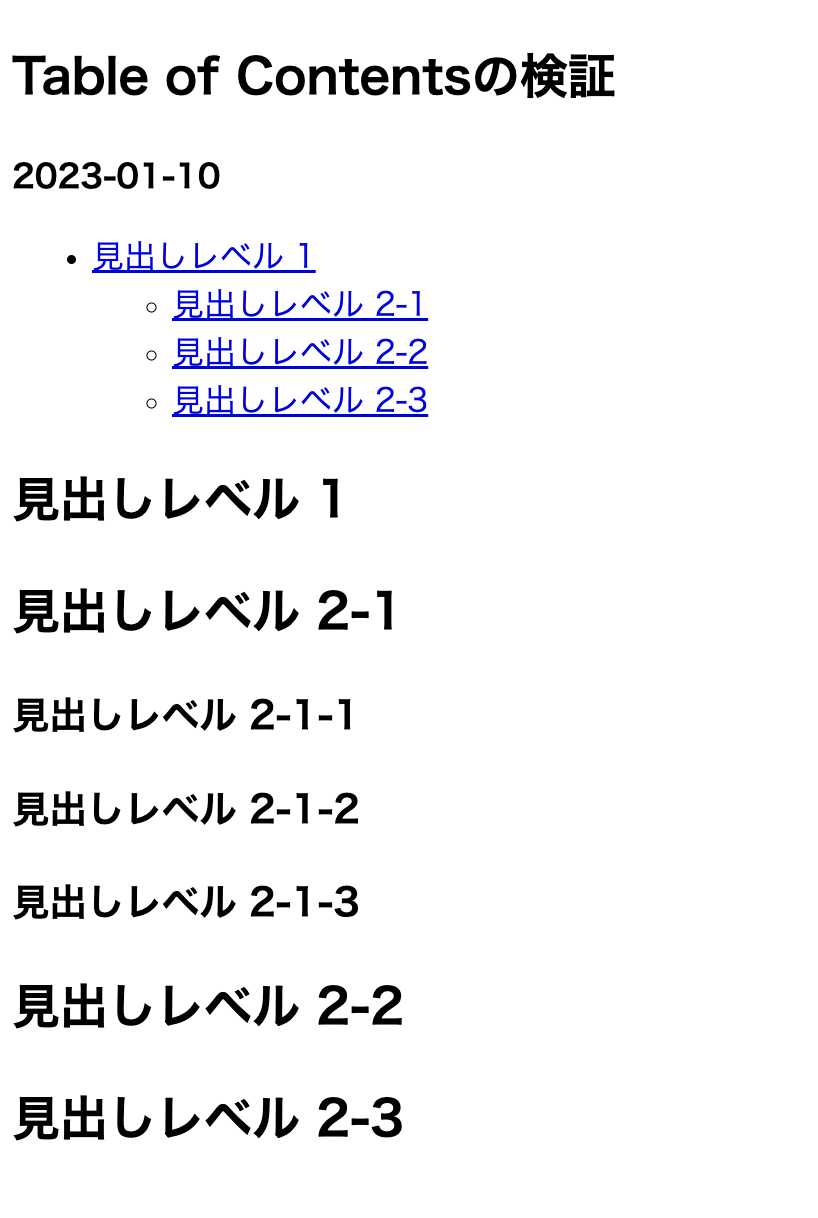 Table of Contentsの検証
2023-01-10
見出しレベル 1
見出しレベル 2-1
見出しレベル 2-2
見出しレベル 2-3
見出しレベル 1
見出しレベル 2-1
見出しレベル 2-1-1
見出しレベル 2-1-2
見出しレベル 2-1-3
見出しレベル 2-2
見出しレベル 2-3